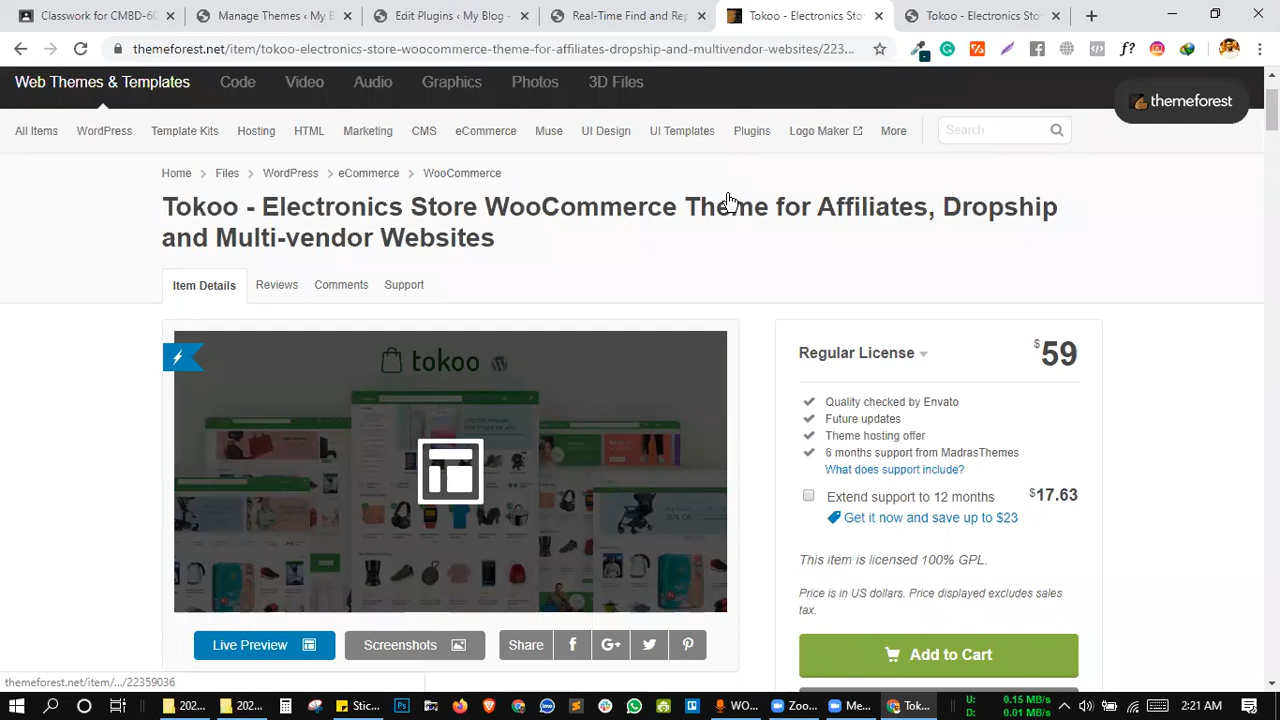 Classwork for CMBD-60
Manage Themes ‹ My B
Edit Plugins ‹ My Blog -
Real-Time Find and Rep
Tokoo - Electronics Sto
Tokoo - Electronics Sto
themeforest.net/item/tokoo-electronics-store-woocommerce-theme-for-affiliates-dropship-and-multivendor-websites/223...
Web Themes & Templates
Code
Video
Audio
Graphics
Photos
3D Files
themeforest
All Items
WordPress
Template Kits
Hosting
HTML
Marketing
CMS
eCommerce
Muse
UI Design
UI Templates
Plugins
Logo Maker
More
Search
Home > Files > WordPress > eCommerce > WooCommerce
Tokoo - Electronics Store WooCommerce Theme for Affiliates, Dropship
and Multi-vendor Websites
Item Details
Reviews
Comments
Support
tokoo
Regular License
$59
Quality checked by Envato
Future updates
Theme hosting offer
6 months support from MadrasThemes
What does support include?
Extend support to 12 months
$17.63
Get it now and save up to $23
This item is licensed 100% GPL.
Price is in US dollars. Price displayed excludes sales
tax.
Live Preview
Screenshots
Share
Add to Cart
themeforest.net/item/.../22359036
202...
202...
Stic...
WO...
Zoo...
Me...
Tok...
U: 0.15 MB/s
D: 0.01 MB/s
2:21 AM